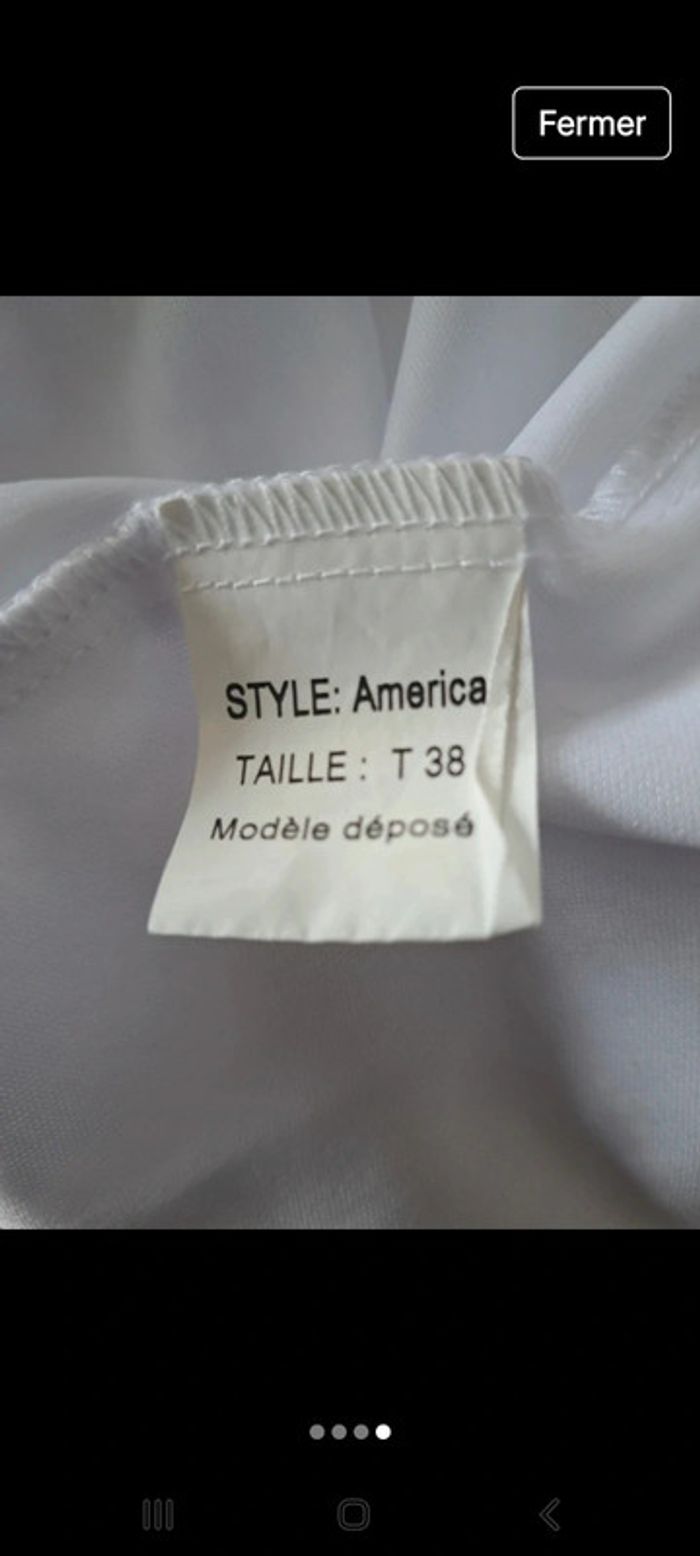 Fermer
STYLE: America
TAILLE : T 38
Modèle déposé